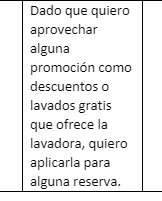 Dado que quiero
aprovechar
alguna
promoción como
descuentos o
lavados gratis
que ofrece la
lavadora, quiero
aplicarla para
alguna reserva.